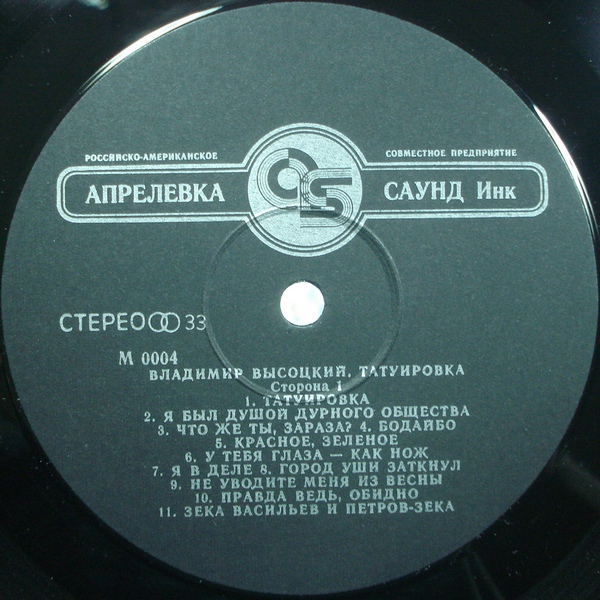 РОССИЙСКО-АМЕРИКАНСКОЕ СОВМЕСТНОЕ ПРЕДПРИЯТИЕ
АПРЕЛЕВКА САУНД Инк
СТЕРЕО 33
М 0004
ВЛАДИМИР ВЫСОЦКИЙ. ТАТУИРОВКА
Сторона 1
1. ТАТУИРОВКА
2. Я БЫЛ ДУШОЙ ДУРНОГО ОБЩЕСТВА
3. ЧТО ЖЕ ТЫ, ЗАРАЗА? 4. БОДАЙБО
5. КРАСНОЕ, ЗЕЛЕНОЕ
6. У ТЕБЯ ГЛАЗА — КАК НОЖ
7. Я В ДЕЛЕ 8. ГОРОД УШИ ЗАТКНУЛ
9. НЕ УВОДИТЕ МЕНЯ ИЗ ВЕСНЫ
10. ПРАВДА ВЕДЬ, ОБИДНО
11. ЗЕКА ВАСИЛЬЕВ И ПЕТРОВ-ЗЕКА